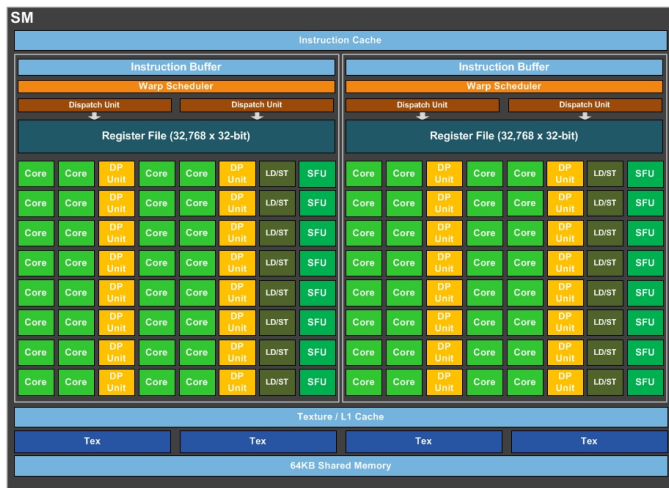 SM
Instruction Cache
Instruction Buffer Instruction Buffer
Warp Scheduler Warp Scheduler
Dispatch Unit Dispatch Unit Dispatch Unit Dispatch Unit
Register File (32,768 x 32-bit) Register File (32,768 x 32-bit)
Core Core DP Unit Core Core DP Unit LD/ST SFU Core Core DP Unit Core Core DP Unit LD/ST SFU
Core Core DP Unit Core Core DP Unit LD/ST SFU Core Core DP Unit Core Core DP Unit LD/ST SFU
Core Core DP Unit Core Core DP Unit LD/ST SFU Core Core DP Unit Core Core DP Unit LD/ST SFU
Core Core DP Unit Core Core DP Unit LD/ST SFU Core Core DP Unit Core Core DP Unit LD/ST SFU
Core Core DP Unit Core Core DP Unit LD/ST SFU Core Core DP Unit Core Core DP Unit LD/ST SFU
Core Core DP Unit Core Core DP Unit LD/ST SFU Core Core DP Unit Core Core DP Unit LD/ST SFU
Core Core DP Unit Core Core DP Unit LD/ST SFU Core Core DP Unit Core Core DP Unit LD/ST SFU
Core Core DP Unit Core Core DP Unit LD/ST SFU Core Core DP Unit Core Core DP Unit LD/ST SFU
Texture / L1 Cache
Tex Tex Tex Tex
64KB Shared Memory